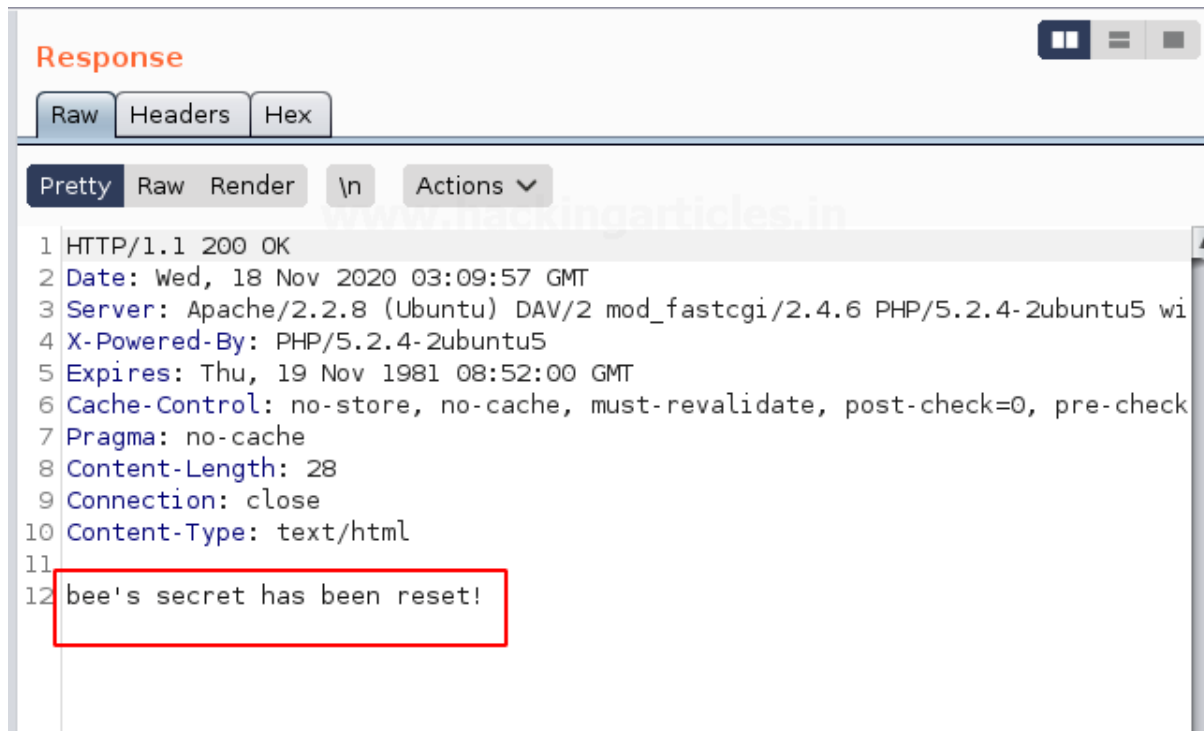 Response
Raw Headers Hex
Pretty Raw Render \n Actions
www.hackingarticles.in
1 HTTP/1.1 200 OK
2 Date: Wed, 18 Nov 2020 03:09:57 GMT
3 Server: Apache/2.2.8 (Ubuntu) DAV/2 mod_fastcgi/2.4.6 PHP/5.2.4-2ubuntu5 wi
4 X-Powered-By: PHP/5.2.4-2ubuntu5
5 Expires: Thu, 19 Nov 1981 08:52:00 GMT
6 Cache-Control: no-store, no-cache, must-revalidate, post-check=0, pre-check
7 Pragma: no-cache
8 Content-Length: 28
9 Connection: close
10 Content-Type: text/html
11
12 bee's secret has been reset!